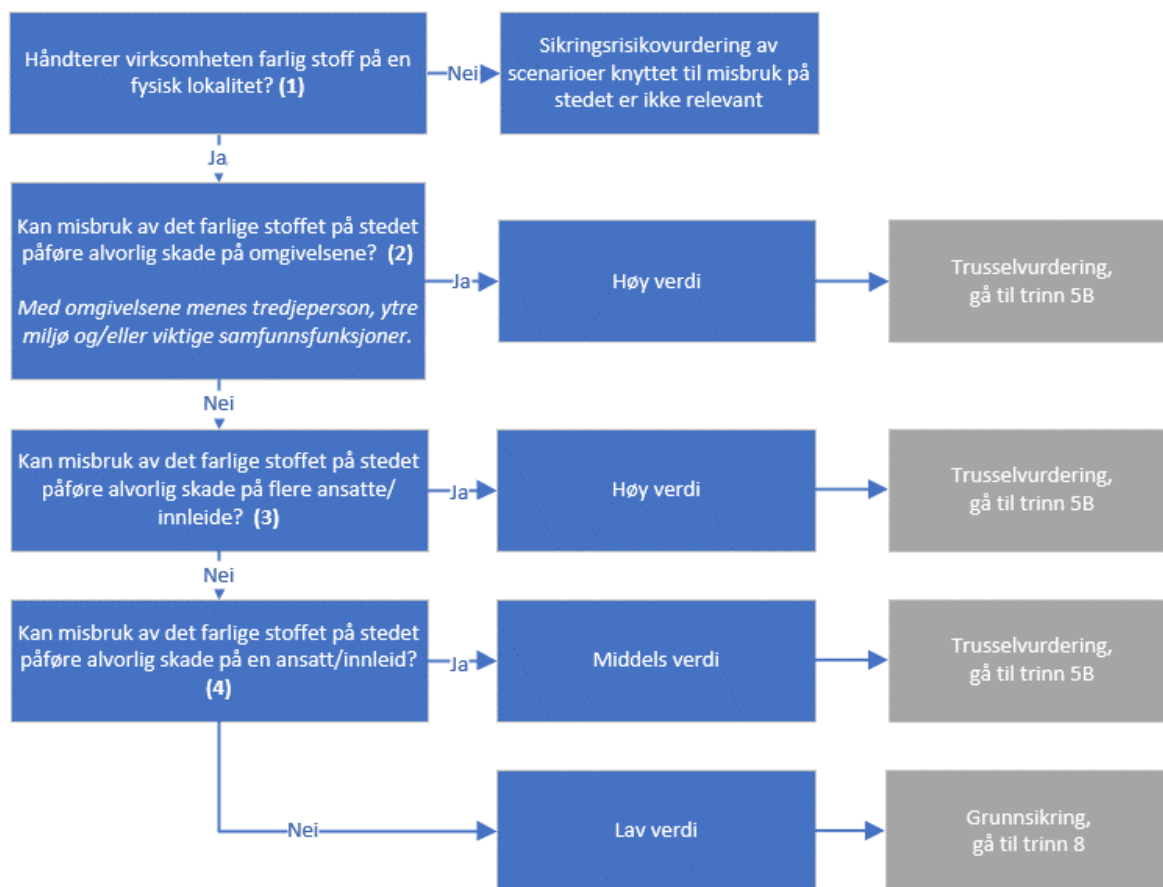 Håndterer virksomheten farlig stoff på en
fysisk lokalitet? (1)
Nei
Sikringsrisikovurdering av
scenarioer knyttet til misbruk på
stedet er ikke relevant
Ja
Kan misbruk av det farlige stoffet på stedet
påføre alvorlig skade på omgivelsene? (2)
Med omgivelsene menes tredjeperson, ytre
miljø og/eller viktige samfunnsfunksjoner.
Ja
Høy verdi
Trusselvurdering,
gå til trinn 5B
Nei
Kan misbruk av det farlige stoffet på stedet
påføre alvorlig skade på flere ansatte/
innleide? (3)
Ja
Høy verdi
Trusselvurdering,
gå til trinn 5B
Nei
Kan misbruk av det farlige stoffet på stedet
påføre alvorlig skade på en ansatt/innleid?
(4)
Ja
Middels verdi
Trusselvurdering,
gå til trinn 5B
Nei
Lav verdi
Grunnsikring,
gå til trinn 8